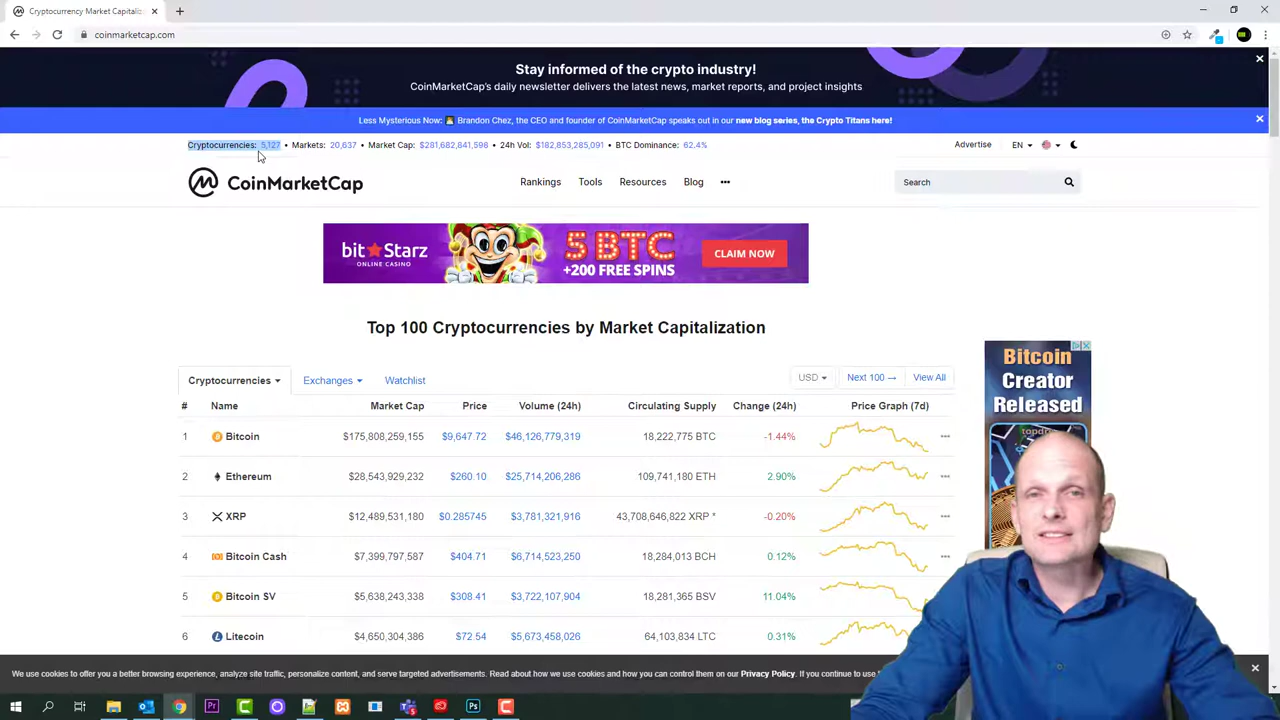 Cryptocurrency Market Capitaliz
coinmarketcap.com
Stay informed of the crypto industry!
CoinMarketCap's daily newsletter delivers the latest news, market reports, and project insights
Less Mysterious Now: Brandon Chez, the CEO and founder of CoinMarketCap speaks out in our new blog series, the Crypto Titans here!
Cryptocurrencies: 5,127 • Markets: 20,637 • Market Cap: $281,682,841,598 • 24h Vol: $182,853,285,091 • BTC Dominance: 62.4% Advertise EN
CoinMarketCap Rankings Tools Resources Blog Search
bitStarz ONLINE CASINO 5 BTC +200 FREE SPINS CLAIM NOW
Top 100 Cryptocurrencies by Market Capitalization
Cryptocurrencies Exchanges Watchlist USD Next 100 → View All
# Name Market Cap Price Volume (24h) Circulating Supply Change (24h) Price Graph (7d)
1 Bitcoin $175,808,259,155 $9,647.72 $46,126,779,319 18,222,775 BTC -1.44%
2 Ethereum $28,543,929,232 $260.10 $25,714,206,286 109,741,180 ETH 2.90%
3 XRP $12,489,531,180 $0.285745 $3,781,321,916 43,708,646,822 XRP * -0.20%
4 Bitcoin Cash $7,399,797,587 $404.71 $6,714,523,250 18,284,013 BCH 0.12%
5 Bitcoin SV $5,638,243,338 $308.41 $3,722,107,904 18,281,365 BSV 11.04%
6 Litecoin $4,650,304,386 $72.54 $5,673,458,026 64,103,834 LTC 0.31%
Bitcoin
Creator
Released
We use cookies to offer you a better browsing experience, analyze site traffic, personalize content, and serve targeted advertisements. Read about how we use cookies and how you can control them on our Privacy Policy. If you continue to use